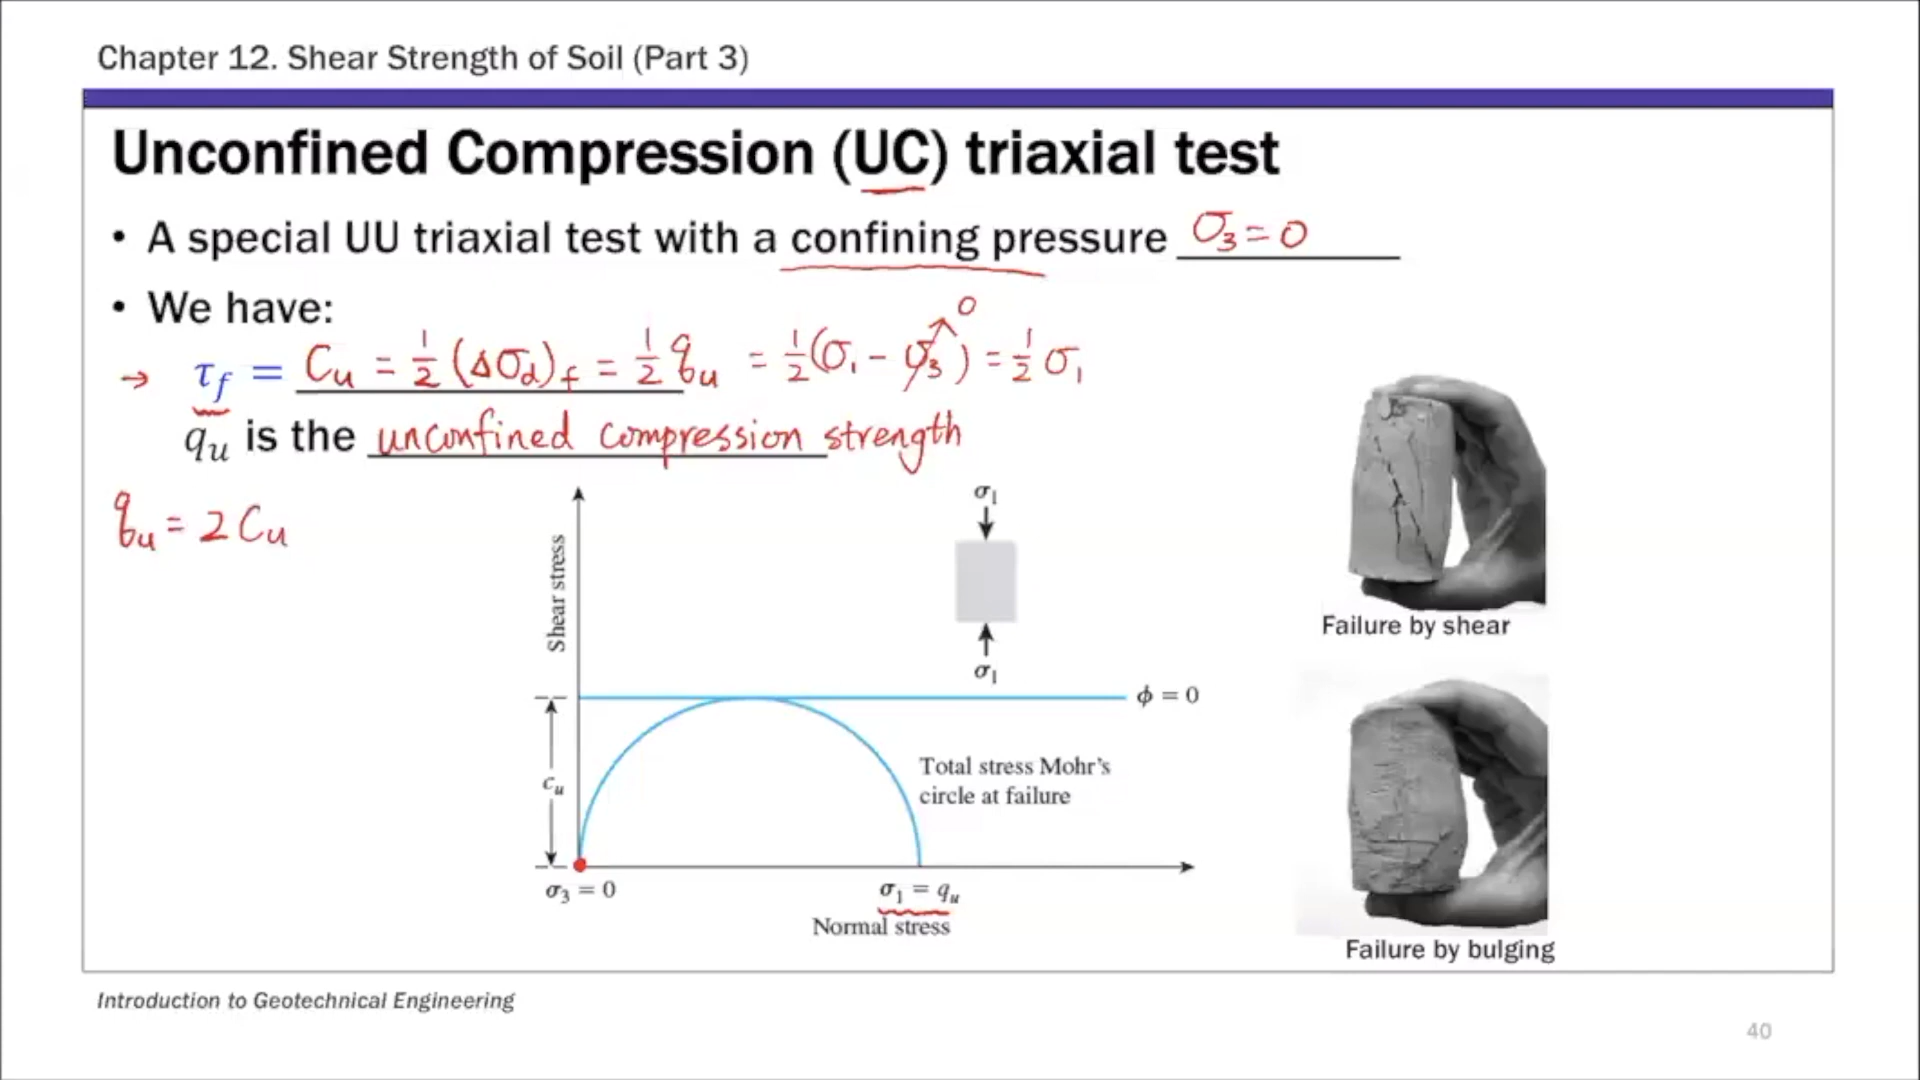 Chapter 12. Shear Strength of Soil (Part 3)
Unconfined Compression (UC) triaxial test
• A special UU triaxial test with a confining pressure σ₃ = 0
• We have:
→ τf = Cu = 1/2 (Δσd)f = 1/2 qu = 1/2 (σ₁ - σ₃) = 1/2 σ₁
0
qu is the unconfined compression strength
qu = 2 Cu
σ₁
σ₁
Shear stress
ϕ = 0
cu
Total stress Mohr's
circle at failure
σ₃ = 0
σ₁ = qu
Normal stress
Failure by shear
Failure by bulging
Introduction to Geotechnical Engineering
40